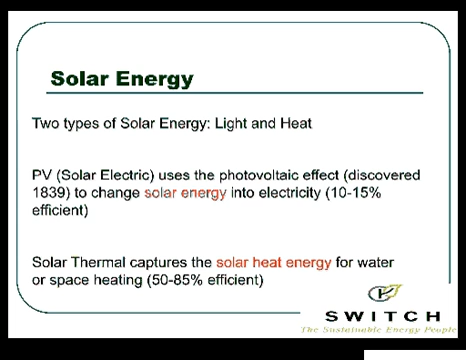 Solar Energy
Two types of Solar Energy: Light and Heat
PV (Solar Electric) uses the photovoltaic effect (discovered
1839) to change solar energy into electricity (10-15%
efficient)
Solar Thermal captures the solar heat energy for water
or space heating (50-85% efficient)
SWITCH
The Sustainable Energy People